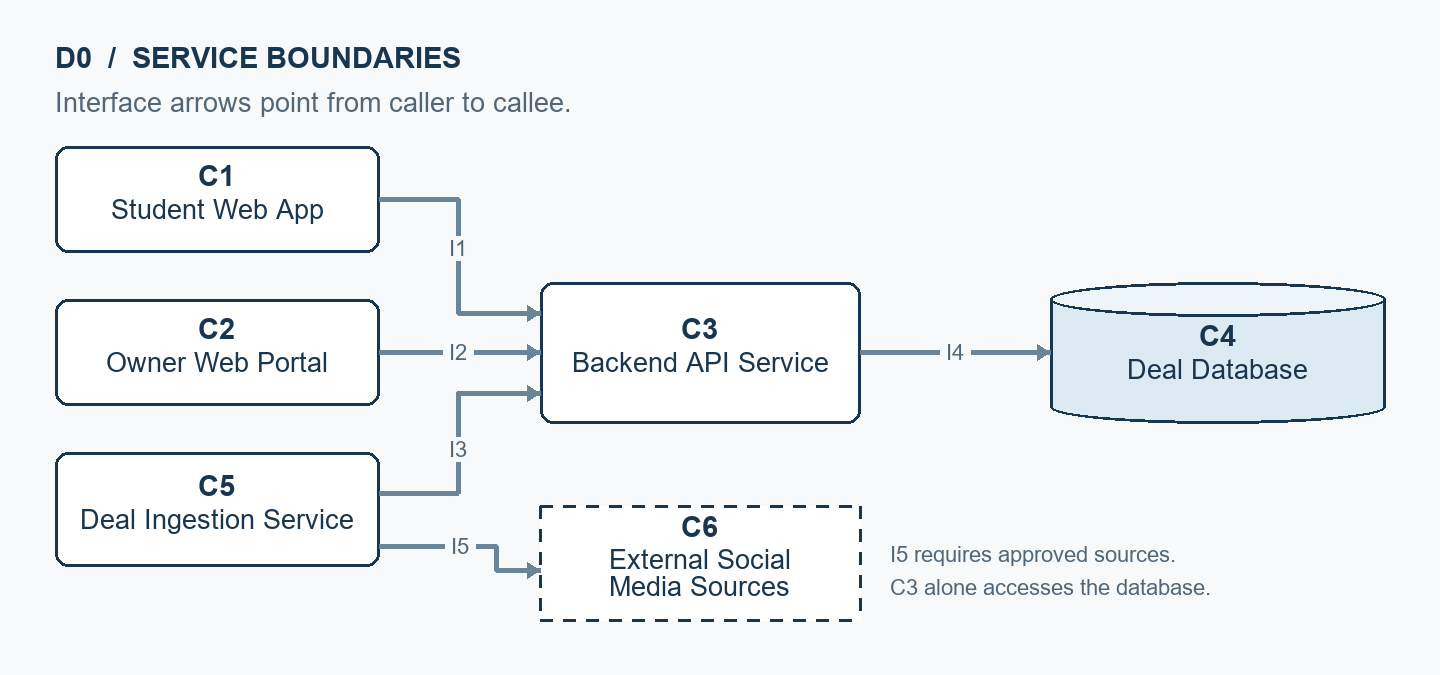 D0 / SERVICE BOUNDARIES
Interface arrows point from caller to callee.
C1
Student Web App
I1
C2
Owner Web Portal
I2
C3
Backend API Service
I4
C4
Deal Database
I3
C5
Deal Ingestion Service
I5
C6
External Social
Media Sources
I5 requires approved sources.
C3 alone accesses the database.